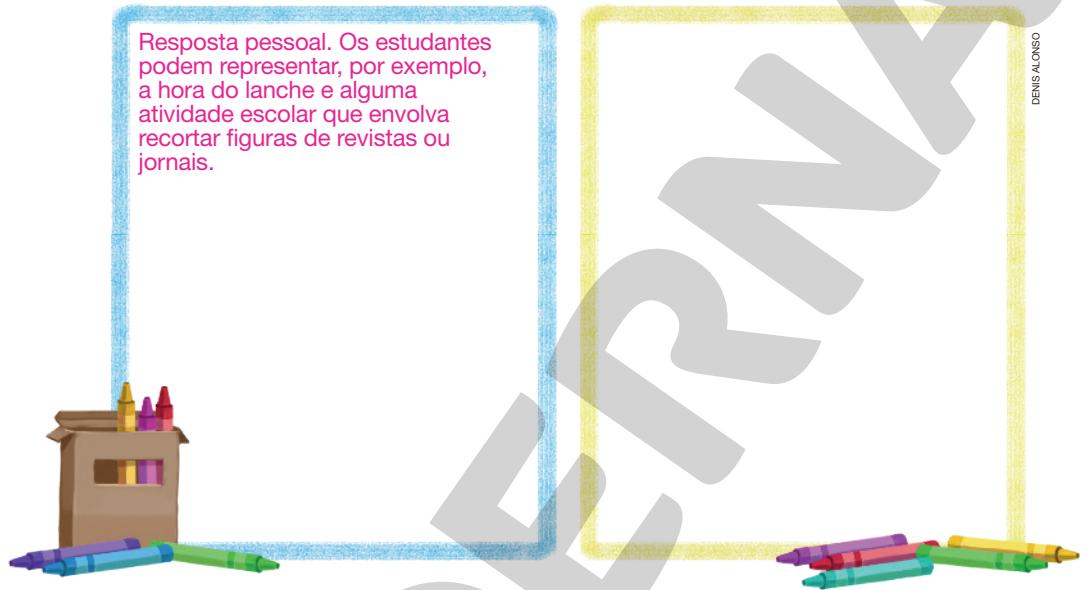 Resposta pessoal. Os estudantes
podem representar, por exemplo,
a hora do lanche e alguma
atividade escolar que envolva
recortar figuras de revistas ou
jornais.
DENIS ALONSO